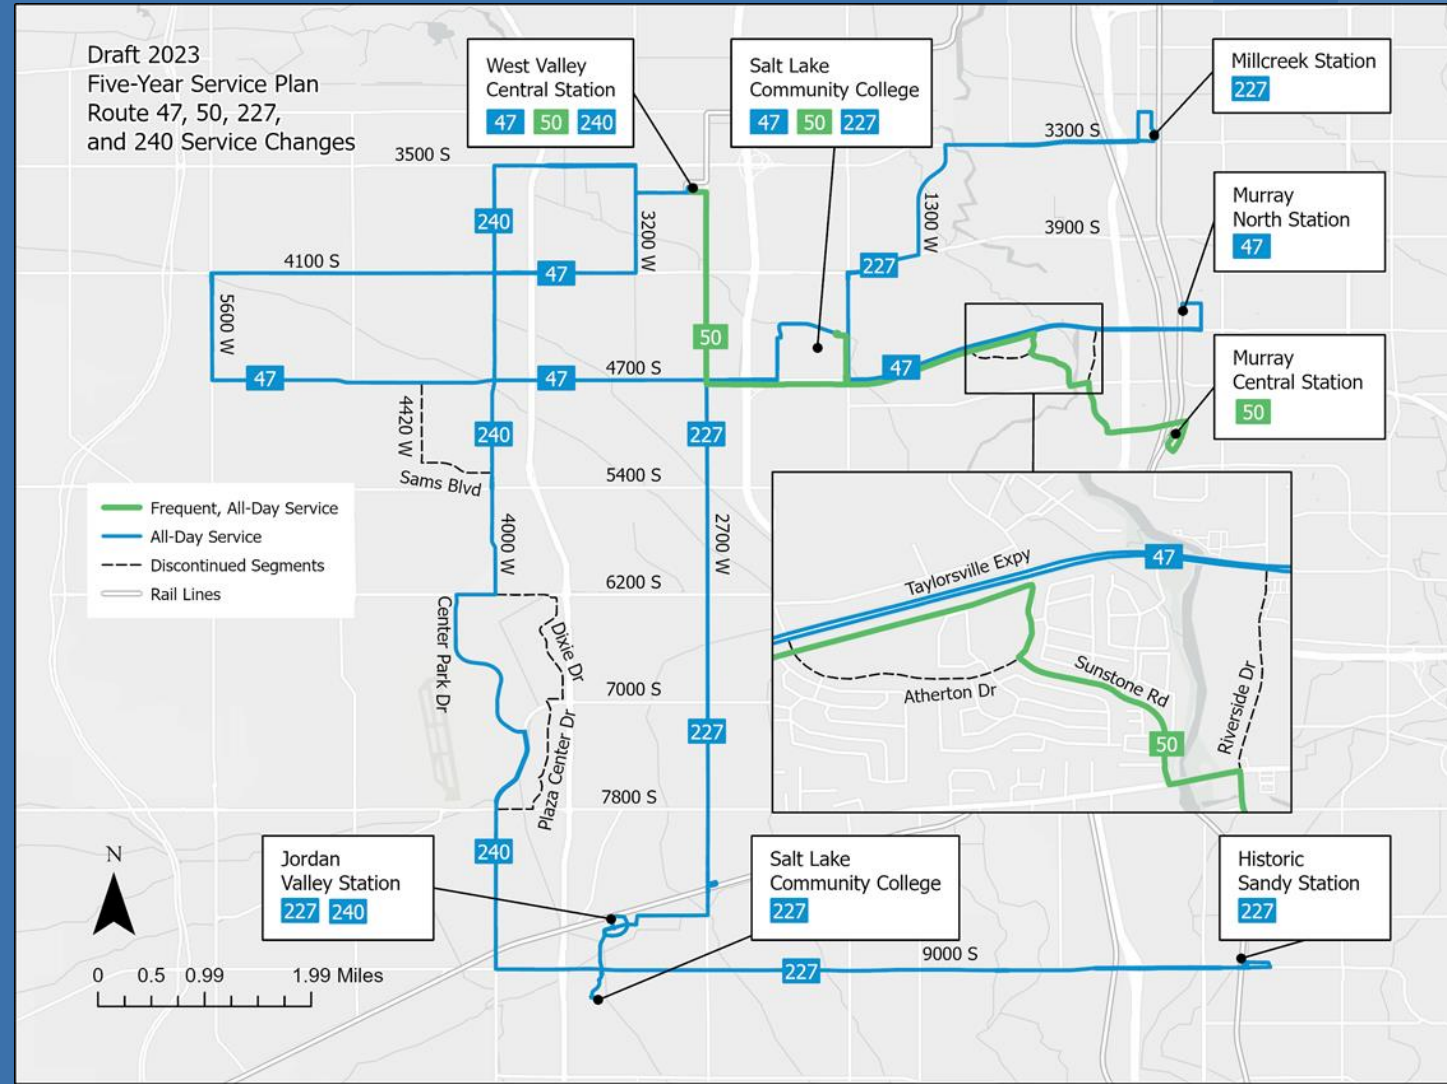 Draft 2023
Five-Year Service Plan
Route 47, 50, 227,
and 240 Service Changes
West Valley
Central Station
47 50 240
Salt Lake
Community College
47 50 227
Millcreek Station
227
Murray
North Station
47
Murray
Central Station
50
3500 S
3300 S
240
3200 W
1300 W
3900 S
4100 S
47
227
5600 W
50
47
47
4700 S
47
4420 W
240
227
Sams Blvd
5400 S
Frequent, All-Day Service
All-Day Service
Discontinued Segments
Rail Lines
4000 W
2700 W
6200 S
Center Park Dr
Dixie Dr
7000 S
Plaza Center Dr
227
7800 S
47
Taylorsville Expy
Atherton Dr
Sunstone Rd
50
Riverside Dr
240
Jordan
Valley Station
227 240
Salt Lake
Community College
227
Historic
Sandy Station
227
9000 S
227
N
0 0.5 0.99 1.99 Miles